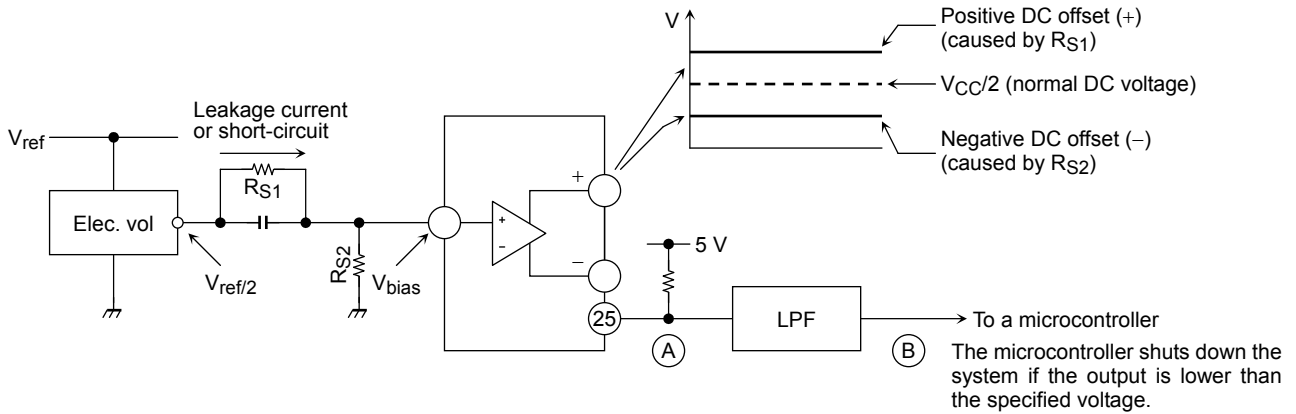 V
Positive DC offset (+)
(caused by RS1)
VCC/2 (normal DC voltage)
Negative DC offset (−)
(caused by RS2)
Leakage current
or short-circuit
Vref
RS1
Elec. vol
Vref/2
RS2
Vbias
+
−
+
−
5 V
25
A
LPF
B
To a microcontroller
The microcontroller shuts down the
system if the output is lower than
the specified voltage.